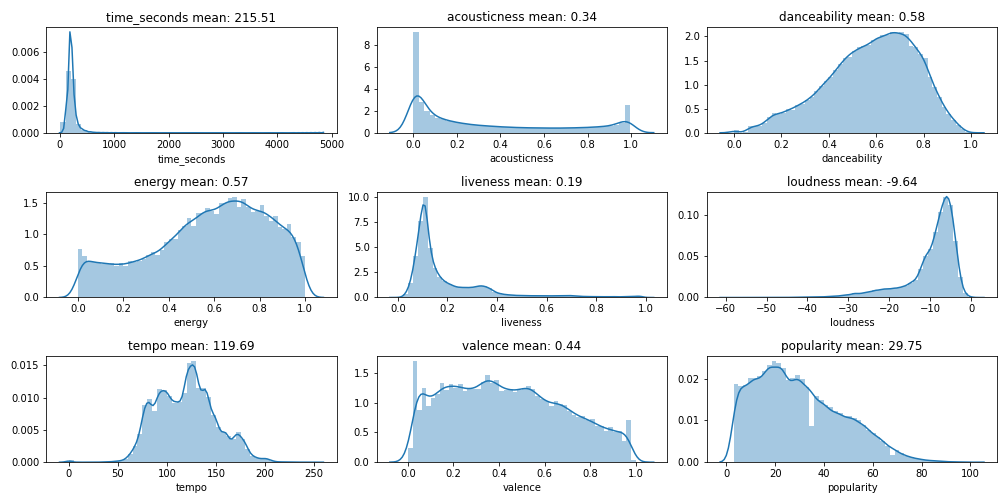 time_seconds mean: 215.51
0.006
0.004
0.002
0.000
0 1000 2000 3000 4000 5000
time_seconds
acousticness mean: 0.34
8
6
4
2
0
0.0 0.2 0.4 0.6 0.8 1.0
acousticness
danceability mean: 0.58
2.0
1.5
1.0
0.5
0.0
0.0 0.2 0.4 0.6 0.8 1.0
danceability
energy mean: 0.57
1.5
1.0
0.5
0.0
0.0 0.2 0.4 0.6 0.8 1.0
energy
liveness mean: 0.19
10.0
7.5
5.0
2.5
0.0
0.0 0.2 0.4 0.6 0.8 1.0
liveness
loudness mean: -9.64
0.10
0.05
0.00
−60 −50 −40 −30 −20 −10 0
loudness
tempo mean: 119.69
0.015
0.010
0.005
0.000
0 50 100 150 200 250
tempo
valence mean: 0.44
1.5
1.0
0.5
0.0
0.0 0.2 0.4 0.6 0.8 1.0
valence
popularity mean: 29.75
0.02
0.01
0.00
0 20 40 60 80 100
popularity